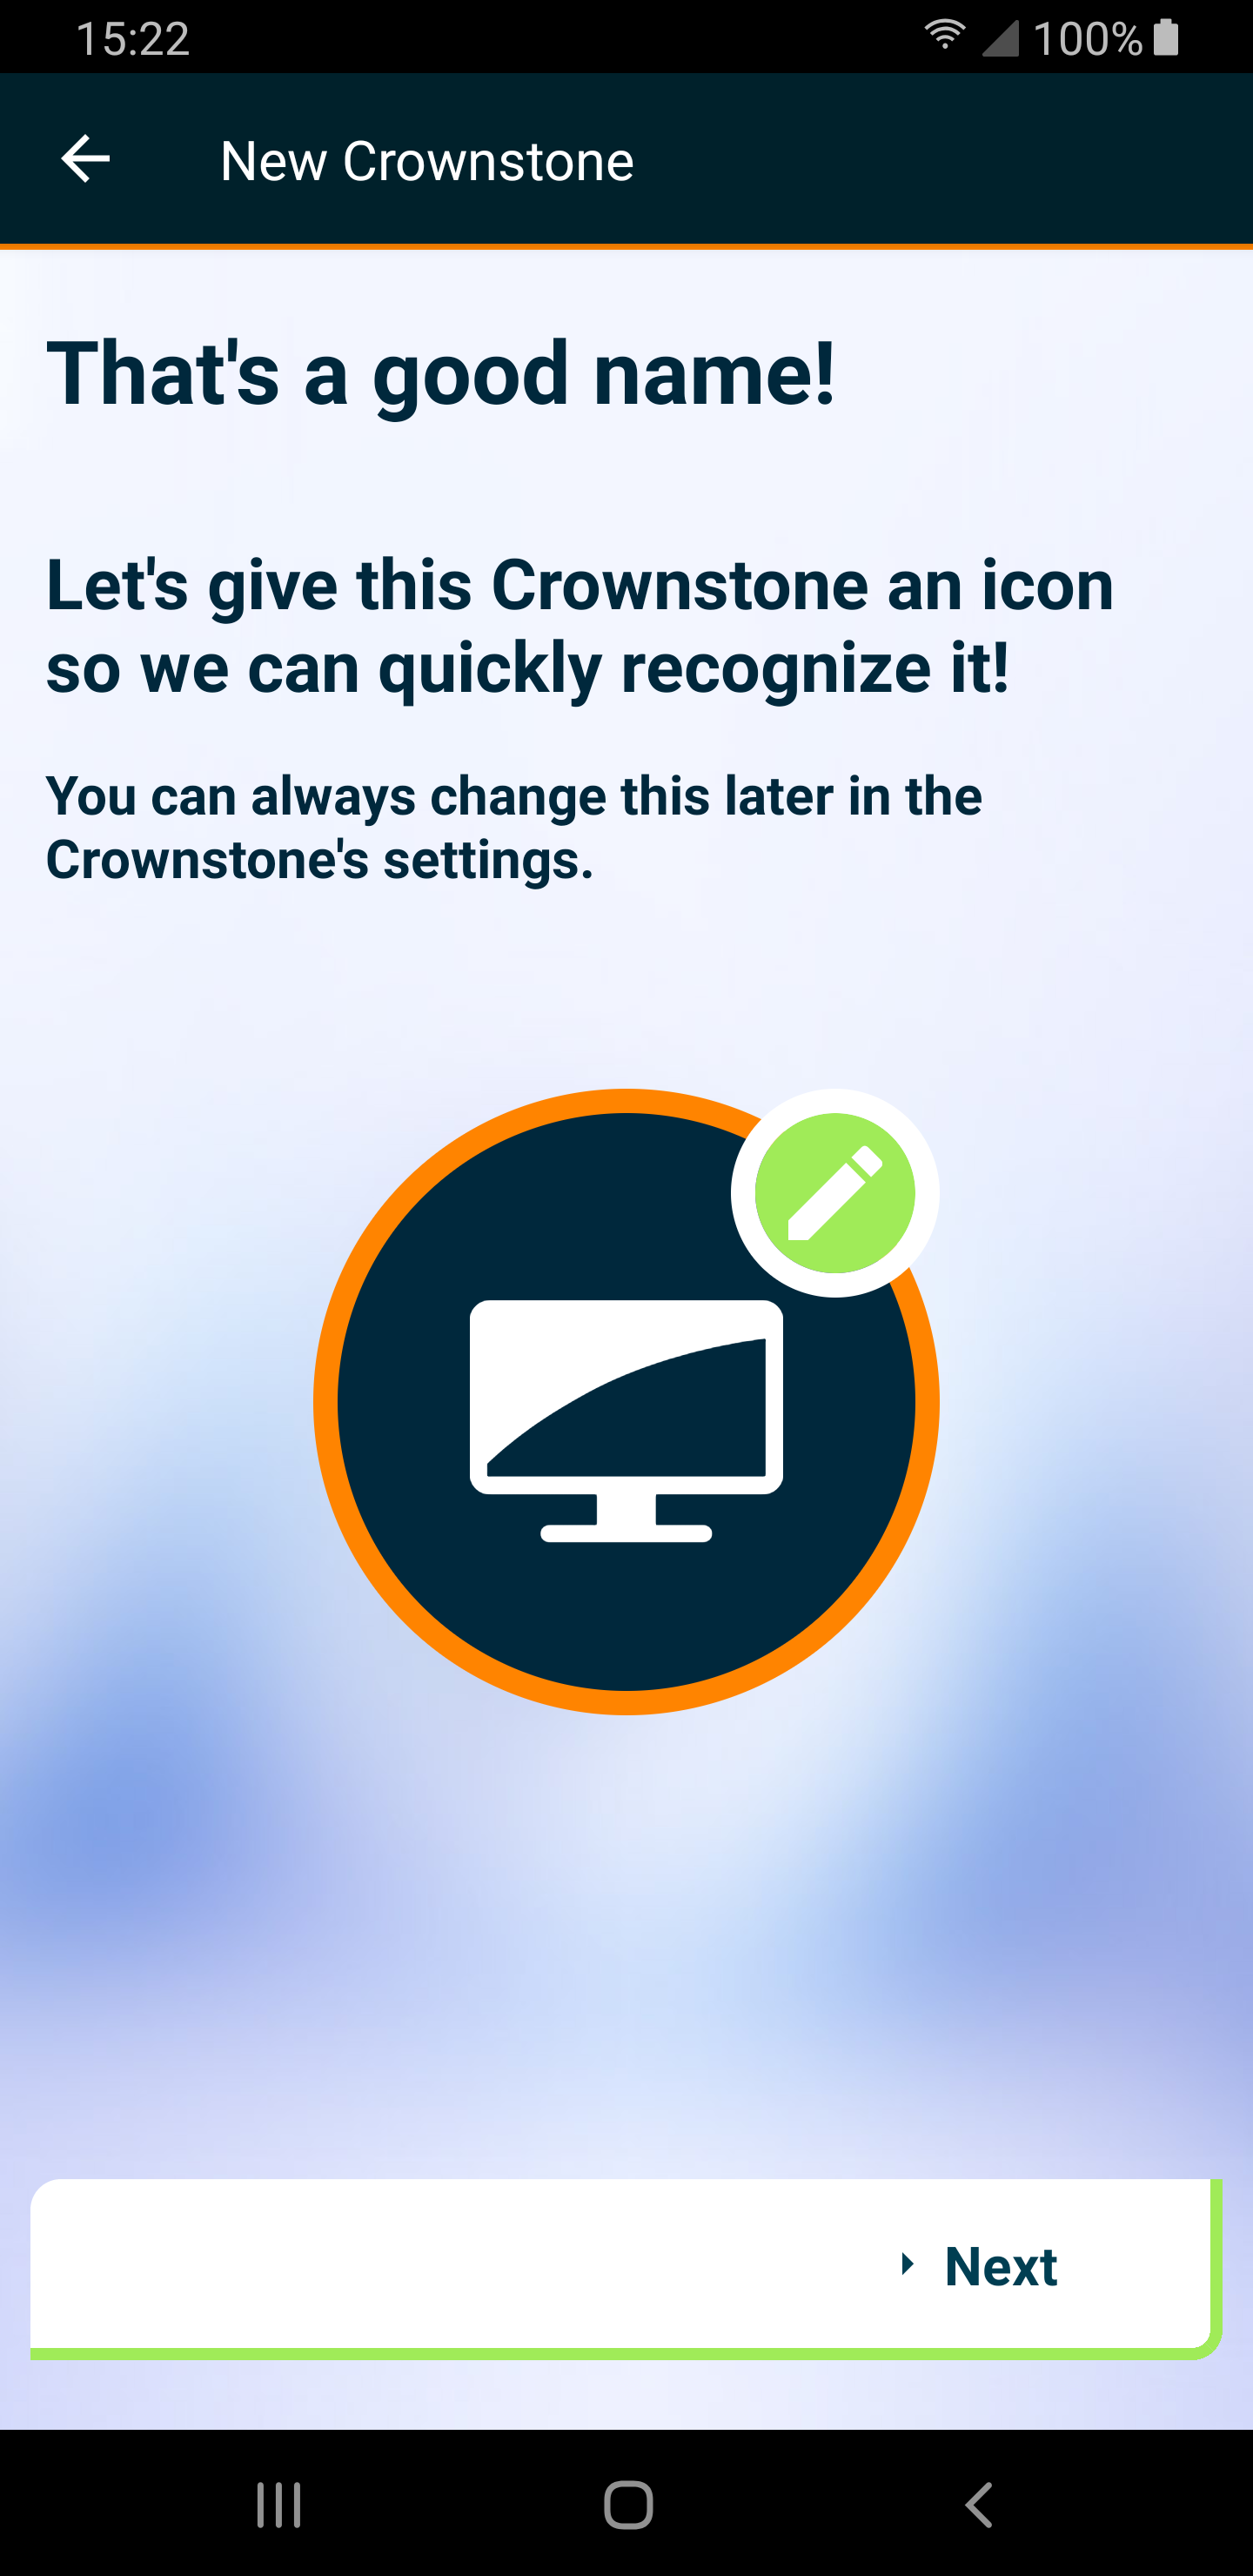 15:22
100%
New Crownstone
That's a good name!
Let's give this Crownstone an icon
so we can quickly recognize it!
You can always change this later in the
Crownstone's settings.
Next